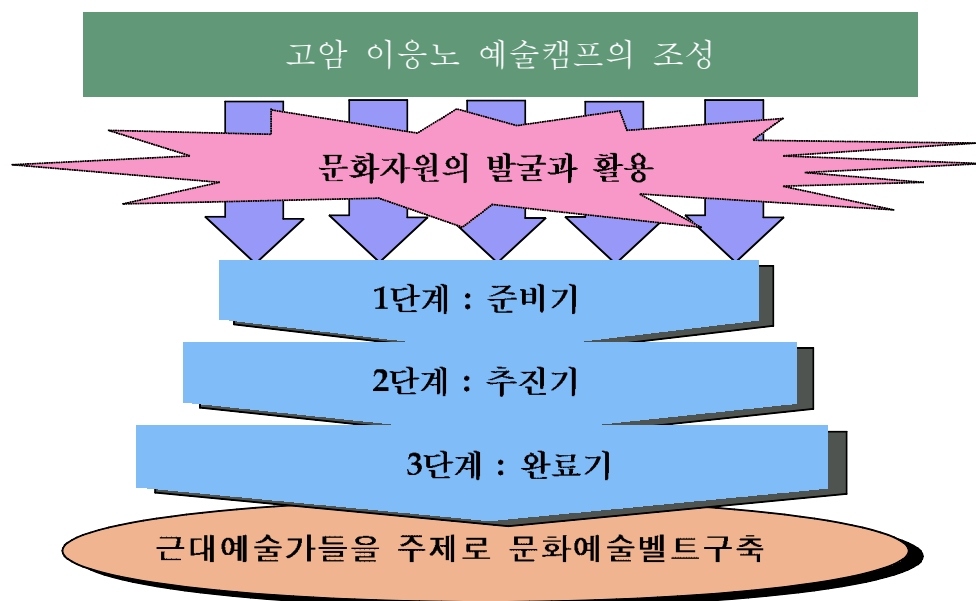 고암 이응노 예술캠프의 조성
문화자원의 발굴과 활용
1단계 : 준비기
2단계 : 추진기
3단계 : 완료기
근대예술가들을 주제로 문화예술벨트구축